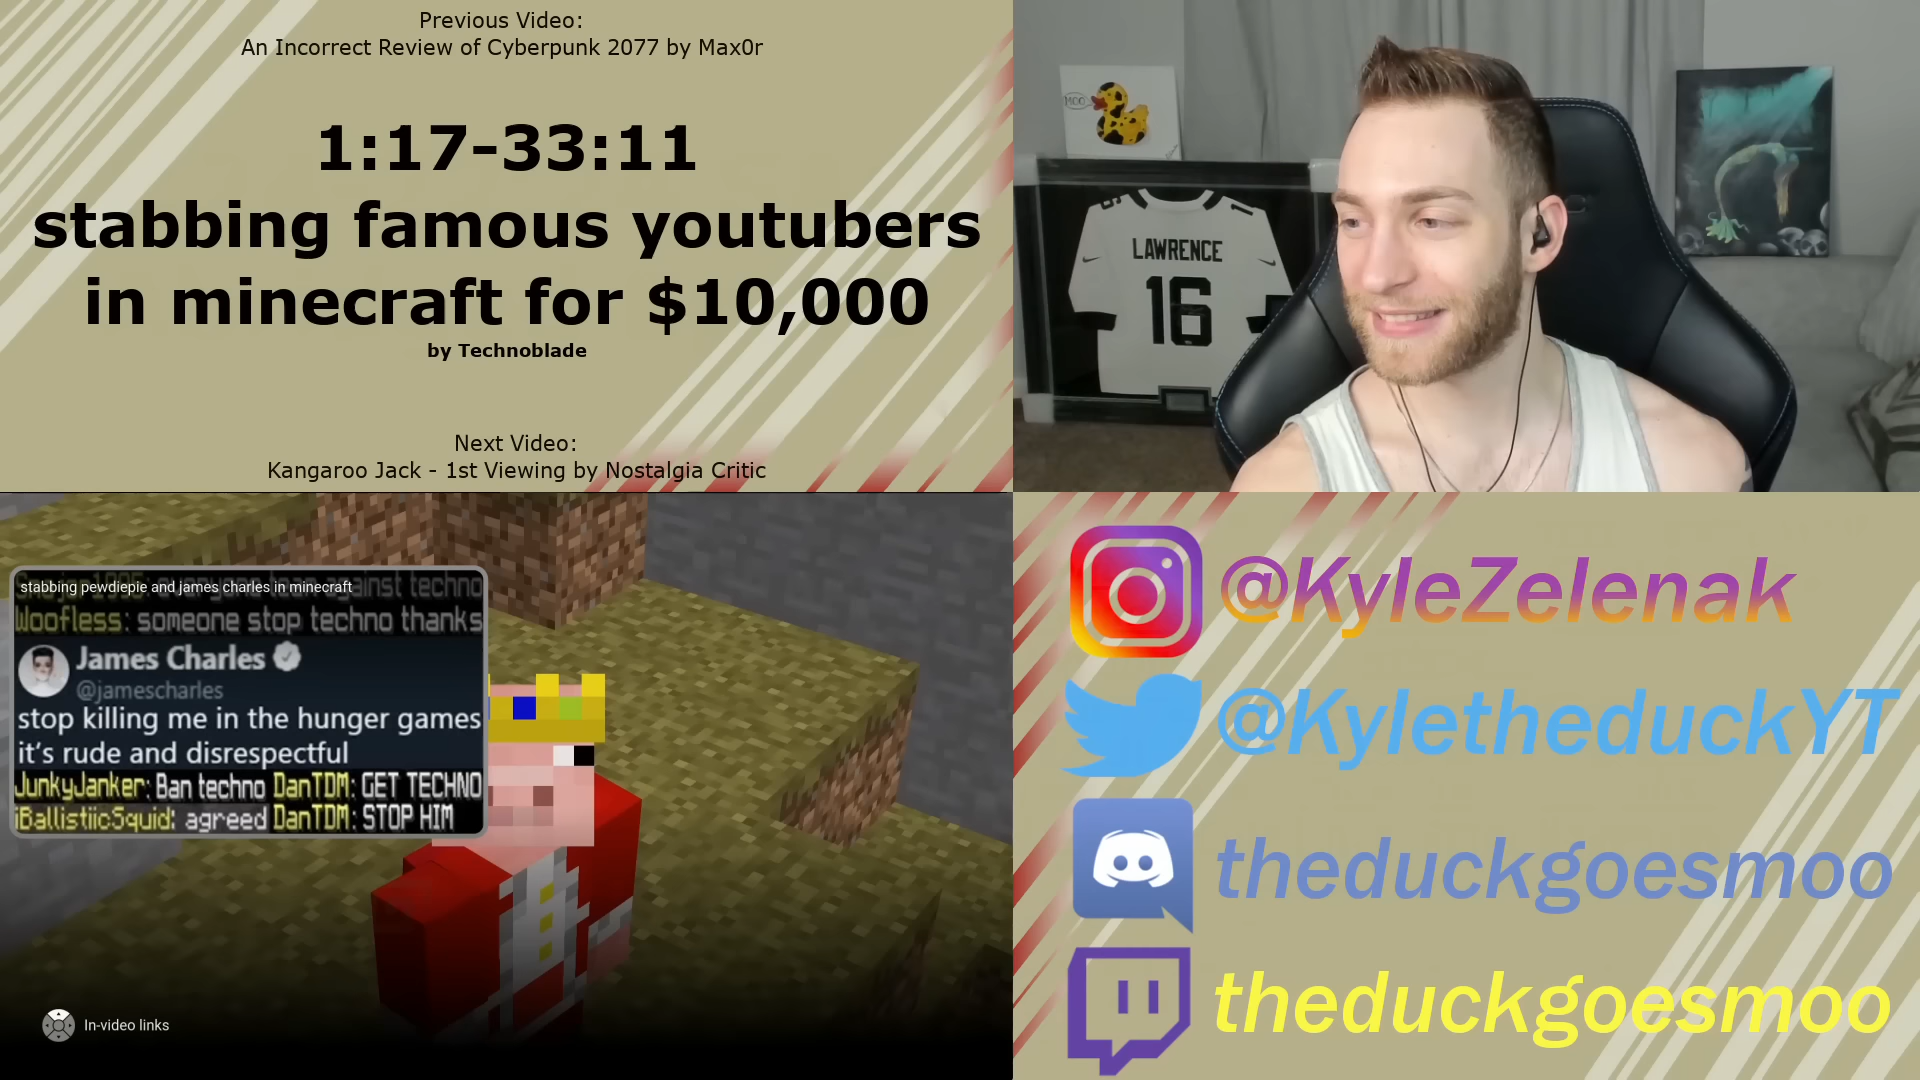 Previous Video:
An Incorrect Review of Cyberpunk 2077 by Max0r
1:17-33:11
stabbing famous youtubers
in minecraft for $10,000
by Technoblade
Next Video:
Kangaroo Jack - 1st Viewing by Nostalgia Critic
MOO
LAWRENCE
16
stabbing pewdiepie and james charles in minecraft
against techno
Woofless: someone stop techno thanks
James Charles
@jamescharles
stop killing me in the hunger games
it's rude and disrespectful
JunkyJanker: Ban techno DanTDM: GET TECHNO
iBallisticSquid: agreed DanTDM: STOP HIM
In-video links
@KyleZelenak
@KyletheduckYT
theduckgoesmoo
theduckgoesmoo